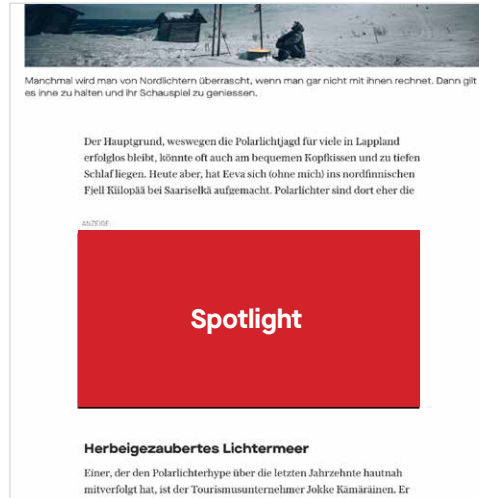 Manchmal wird man von Nordlichtern überrascht, wenn man gar nicht mit ihnen rechnet. Dann gilt
es inne zu halten und ihr Schauspiel zu geniessen.
Der Hauptgrund, weswegen die Polarlichtjagd für viele in Lappland
erfolglos bleibt, könnte oft auch am bequemen Kopfkissen und zu tiefen
Schlaf liegen. Heute aber, hat Eeva sich (ohne mich) ins nordfinnischen
Fjell Kiilopää bei Saariselkä aufgemacht. Polarlichter sind dort eher die
ANZEIGE
Spotlight
Herbeigezaubertes Lichtermeer
Einer, der den Polarlichterhype über die letzten Jahrzehnte hautnah
mitverfolgt hat, ist der Tourismusunternehmer Jokke Kämäräinen. Er